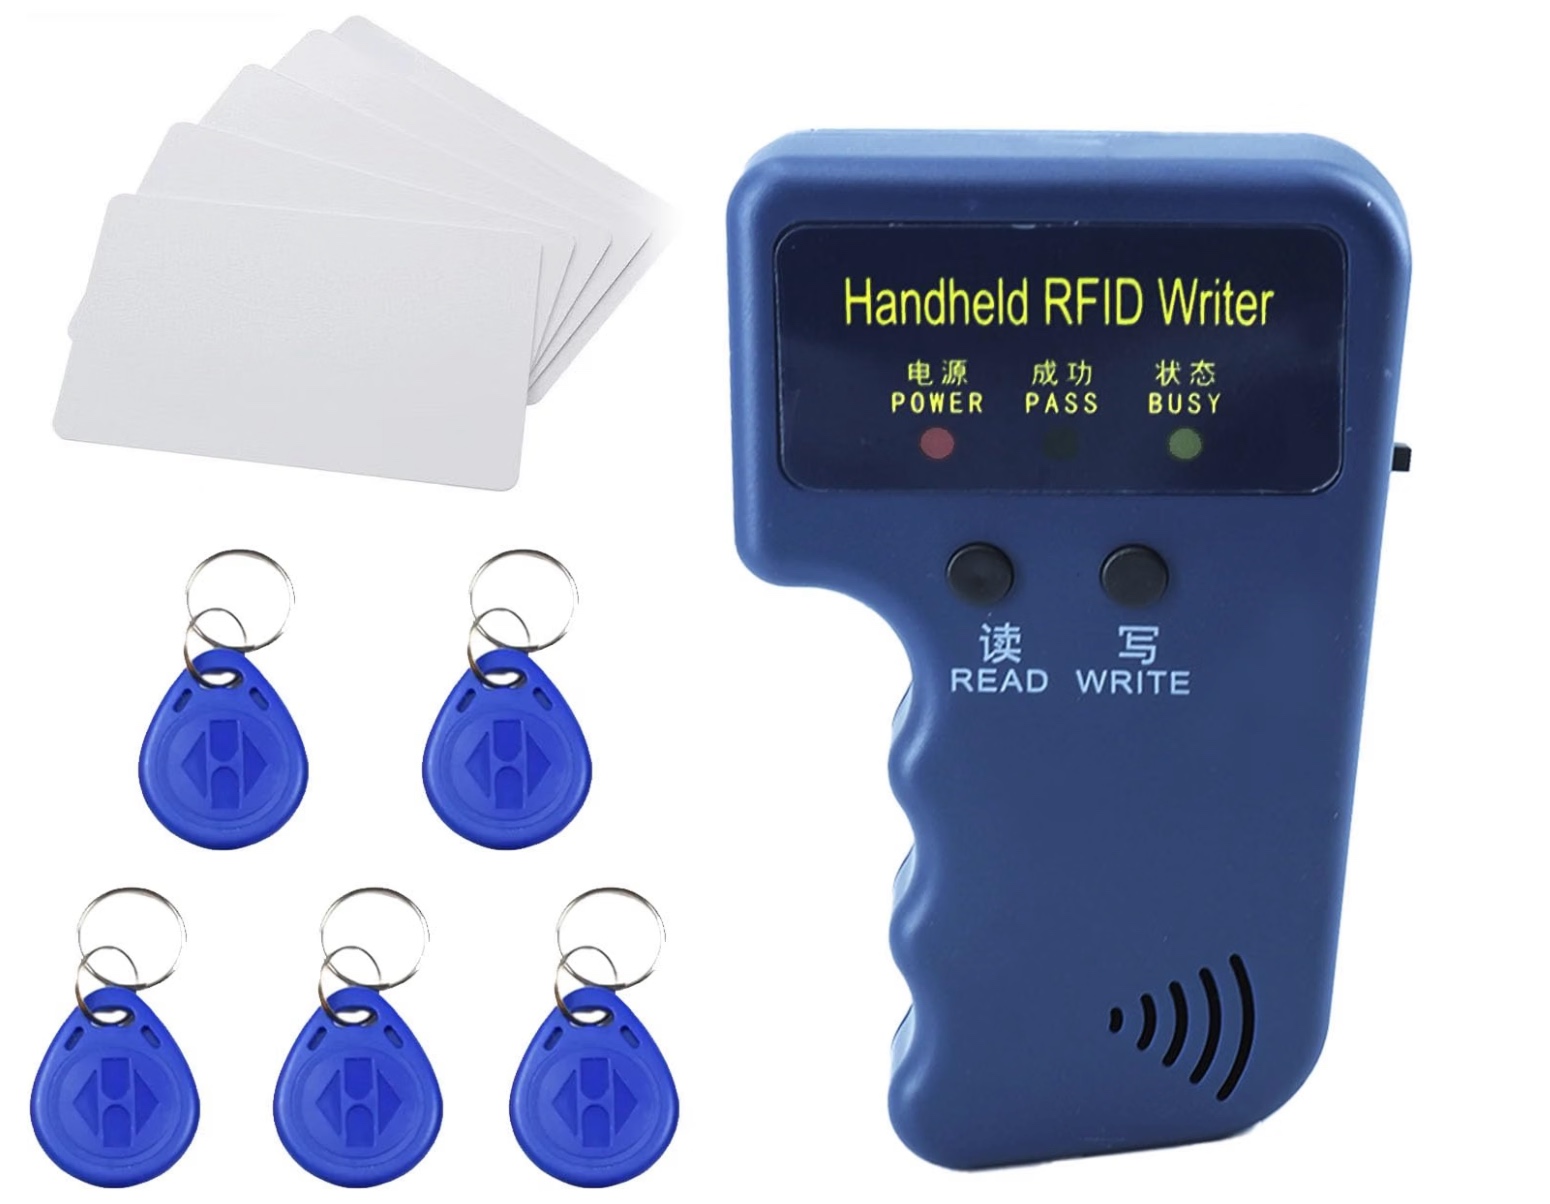 Handheld RFID Writer
电源 成功 状态
POWER PASS BUSY
读 写
READ WRITE